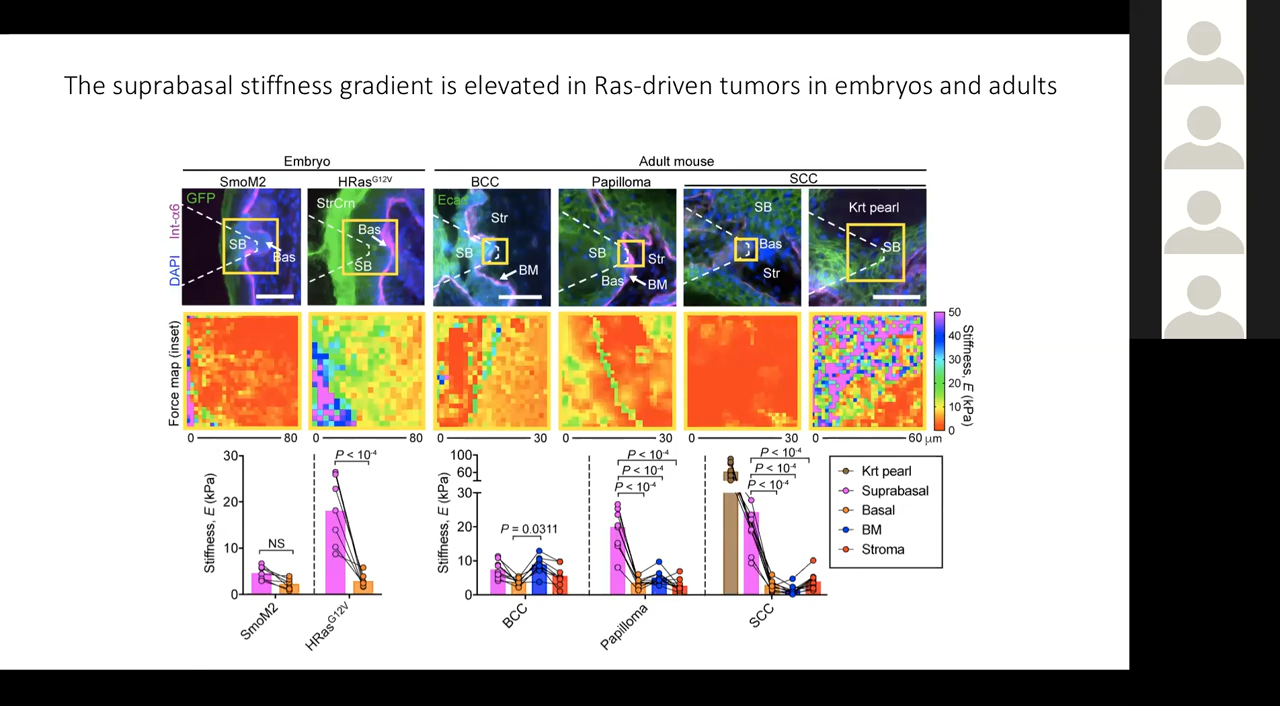 The suprabasal stiffness gradient is elevated in Ras-driven tumors in embryos and adults
Embryo
Adult mouse
SmoM2
HRasG12V
BCC
Papilloma
SCC
DAPI Int-α6
GFP
SB
Bas
StrCrn
Bas
SB
Str
SB
BM
SB
Str
Bas
BM
SB
Bas
Str
Krt pearl
SB
Force map (inset)
50
40
30
20
10
0
Stiffness, E (kPa)
0 80
0 80
0 30
0 30
0 30
0 60 μm
Stiffness, E (kPa)
30
20
10
0
NS
P < 10-4
SmoM2
HRasG12V
Stiffness, E (kPa)
100
60
30
20
10
0
P = 0.0311
P < 10-4
P < 10-4
P < 10-4
P < 10-4
P < 10-4
P < 10-4
BCC
Papilloma
SCC
Krt pearl
Suprabasal
Basal
BM
Stroma